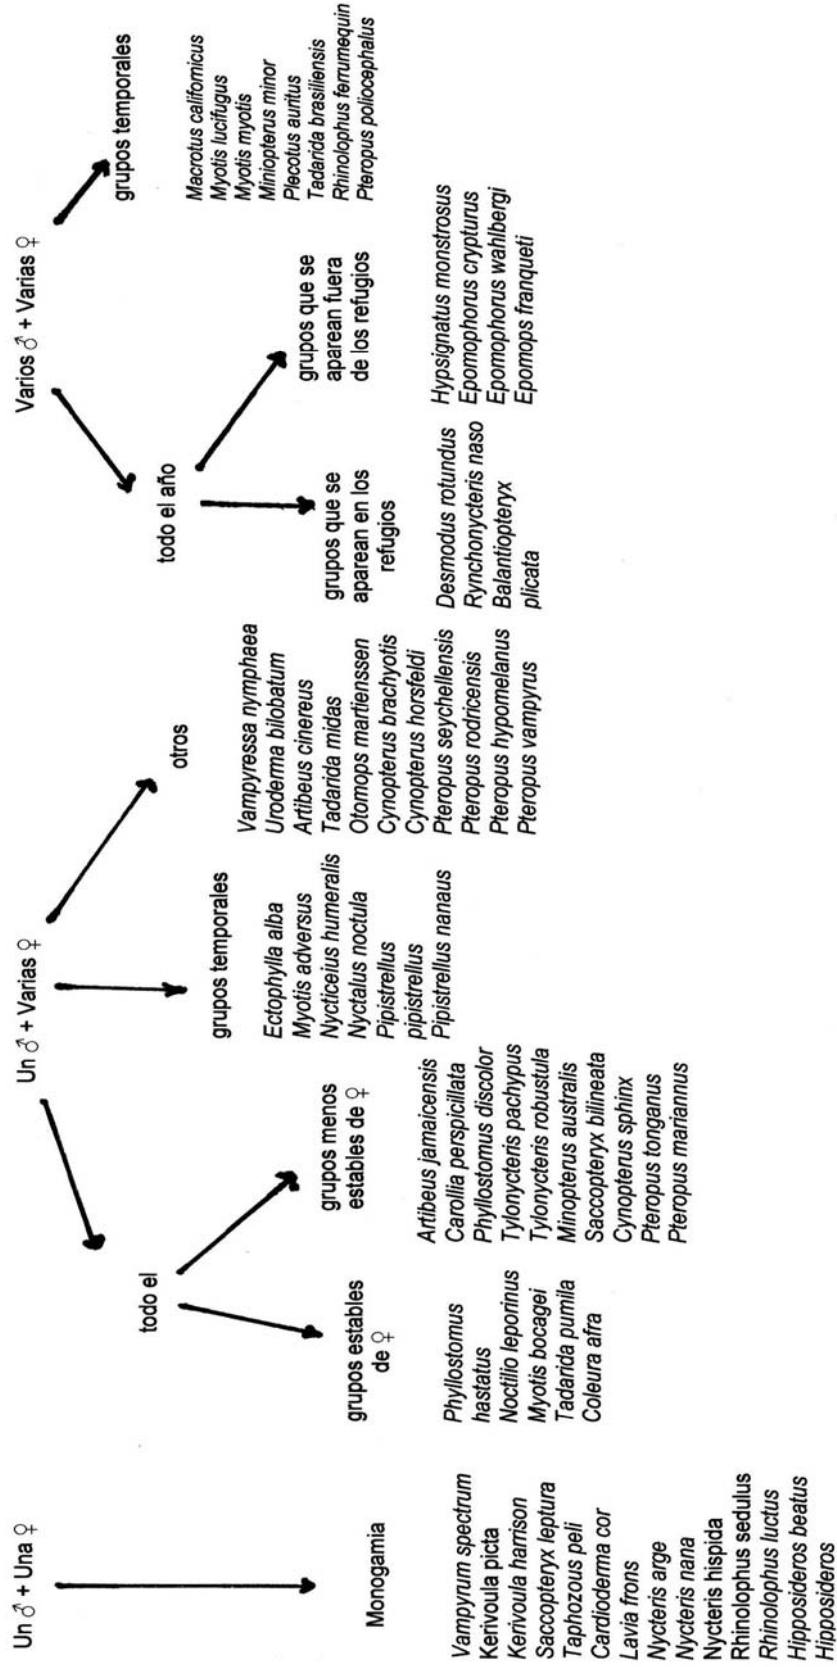 Un ♂ + Una ♀
Monogamia
Vampyrum spectrum
Kerivoula picta
Kerivoula harrison
Saccopteryx leptura
Taphozous peli
Cardioderma cor
Lavia frons
Nycteris arge
Nycteris nana
Nycteris hispida
Rhinolophus sedulus
Rhinolophus luctus
Hipposideros beatus
Hipposideros
Un ♂ + Varias ♀
todo el
grupos estables
de ♀
Phyllostomus
hastatus
Noctilio leporinus
Myotis bocagei
Tadarida pumila
Coleura afra
grupos menos
estables de ♀
Artibeus jamaicensis
Carollia perspicillata
Phyllostomus discolor
Tylonycteris pachypus
Tylonycteris robustula
Minopterus australis
Saccopteryx bilineata
Cynopterus sphinx
Pteropus tonganus
Pteropus mariannus
grupos temporales
Ectophylla alba
Myotis adversus
Nycticeius humeralis
Nyctalus noctula
Pipistrellus
pipistrellus
Pipistrellus nanaus
otros
Vampyressa nymphaea
Uroderma bilobatum
Artibeus cinereus
Tadarida midas
Otomops martienssen
Cynopterus brachyotis
Cynopterus horsfeldi
Pteropus seychellensis
Pteropus rodricensis
Pteropus hypomelanus
Pteropus vampyrus
Varios ♂ + Varias ♀
todo el año
grupos que se
aparean en los
refugios
Desmodus rotundus
Rynchonycteris naso
Balantiopteryx
plicata
grupos que se
aparean fuera
de los refugios
Hypsignatus monstrosus
Epomophorus crypturus
Epomophorus wahlbergi
Epomops franqueti
grupos temporales
Macrotus californicus
Myotis lucifugus
Myotis myotis
Miniopterus minor
Plecotus auritus
Tadarida brasiliensis
Rhinolophus ferrumequin
Pteropus poliocephalus